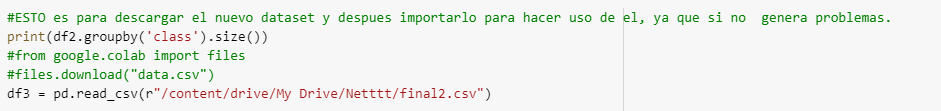 #ESTO es para descargar el nuevo dataset y despues importarlo para hacer uso de el, ya que si no  genera problemas.
print(df2.groupby('class').size())
#from google.colab import files
#files.download("data.csv")
df3 = pd.read_csv(r"/content/drive/My Drive/Netttt/final2.csv")